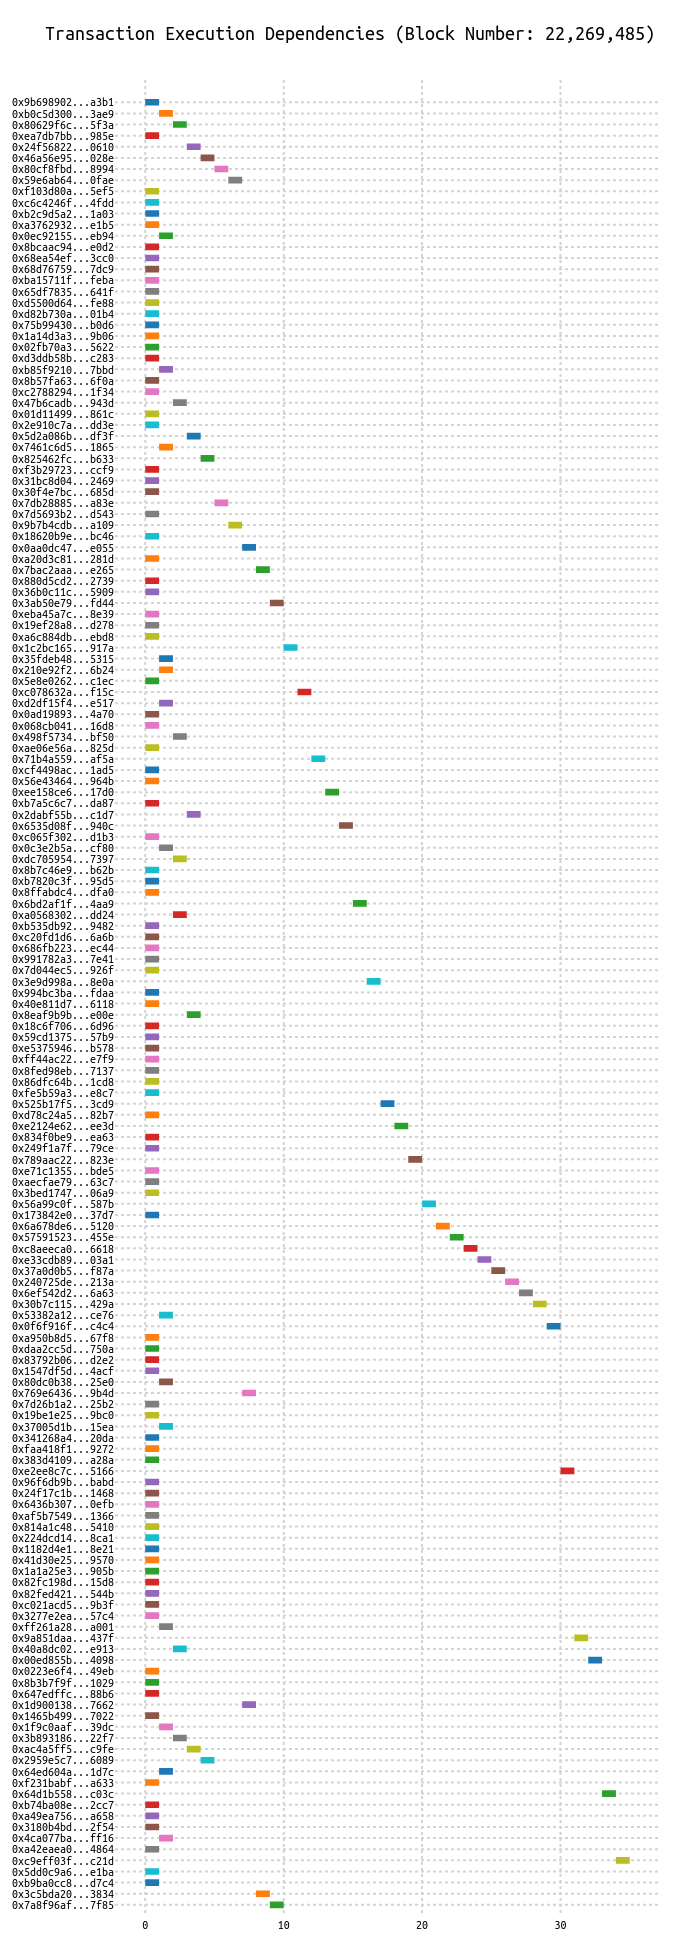 Transaction Execution Dependencies (Block Number: 22,269,485)
0x9b698902...a3b1
0xb0c5d300...3ae9
0x80629f6c...5f3a
0xea7db7bb...985e
0x24f56822...0610
0x46a56e95...028e
0x80cf8fbd...8994
0x59e6ab64...0fae
0xf103d80a...5ef5
0xc6c4246f...4fdd
0xb2c9d5a2...1a03
0xa3762932...e1b5
0x0ec92155...eb94
0x8bcaac94...e0d2
0x68ea54ef...3cc0
0x68d76759...7dc9
0xba15711f...feba
0x65df7835...641f
0xd5500d64...fe88
0xd82b730a...01b4
0x75b99430...b0d6
0x1a14d3a3...9b06
0x02fb70a3...5622
0xd3ddb58b...c283
0xb85f9210...7bbd
0x8b57fa63...6f0a
0xc2788294...1f34
0x47b6cadb...943d
0x01d11499...861c
0x2e910c7a...dd3e
0x5d2a086b...df3f
0x7461c6d5...1865
0x825462fc...b633
0xf3b29723...ccf9
0x31bc8d04...2469
0x30f4e7bc...685d
0x7db28885...a83e
0x7d5693b2...d543
0x9b7b4cdb...a109
0x18620b9e...bc46
0x0aa0dc47...e055
0xa20d3c81...281d
0x7bac2aaa...e265
0x880d5cd2...2739
0x36b0c11c...5909
0x3ab50e79...fd44
0xeba45a7c...8e39
0x19ef28a8...d278
0xa6c884db...ebd8
0x1c2bc165...917a
0x35fdeb48...5315
0x210e92f2...6b24
0x5e8e0262...c1ec
0xc078632a...f15c
0xd2df15f4...e517
0x0ad19893...4a70
0x068cb041...16d8
0x498f5734...bf50
0xae06e56a...825d
0x71b4a559...af5a
0xcf4498ac...1ad5
0x56e43464...964b
0xee158ce6...17d0
0xb7a5c6c7...da87
0x2dabf55b...c1d7
0x6535d08f...940c
0xc065f302...d1b3
0x0c3e2b5a...cf80
0xdc705954...7397
0x8b7c46e9...b62b
0xb7820c3f...95d5
0x8ffabdc4...dfa0
0x6bd2af1f...4aa9
0xa0568302...dd24
0xb535db92...9482
0xc20fd1d6...6a6b
0x686fb223...ec44
0x991782a3...7e41
0x7d044ec5...926f
0x3e9d998a...8e0a
0x994bc3ba...fdaa
0x40e811d7...6118
0x8eaf9b9b...e00e
0x18c6f706...6d96
0x59cd1375...57b9
0xe5375946...b578
0xff44ac22...e7f9
0x8fed98eb...7137
0x86dfc64b...1cd8
0xfe5b59a3...e8c7
0x525b17f5...3cd9
0xd78c24a5...82b7
0xe2124e62...ee3d
0x834f0be9...ea63
0x249f1a7f...79ce
0x789aac22...823e
0xe71c1355...bde5
0xaecfae79...63c7
0x3bed1747...06a9
0x56a99c0f...587b
0x173842e0...37d7
0x6a678de6...5120
0x57591523...455e
0xc8aeeca0...6618
0xe33cdb89...03a1
0x37a0d0b5...f87a
0x240725de...213a
0x6ef542d2...6a63
0x30b7c115...429a
0x53382a12...ce76
0x0f6f916f...c4c4
0xa950b8d5...67f8
0xdaa2cc5d...750a
0x83792b06...d2e2
0x1547df5d...4acf
0x80dc0b38...25e0
0x769e6436...9b4d
0x7d26b1a2...25b2
0x19be1e25...9bc0
0x37005d1b...15ea
0x341268a4...20da
0xfaa418f1...9272
0x383d4109...a28a
0xe2ee8c7c...5166
0x96f6db9b...babd
0x24f17c1b...1468
0x6436b307...0efb
0xaf5b7549...1366
0x814a1c48...5410
0x224dcd14...8ca1
0x1182d4e1...8e21
0x41d30e25...9570
0x1a1a25e3...905b
0x82fc198d...15d8
0x82fed421...544b
0xc021acd5...9b3f
0x3277e2ea...57c4
0xff261a28...a001
0x9a851daa...437f
0x40a8dc02...e913
0x00ed855b...4098
0x0223e6f4...49eb
0x8b3b7f9f...1029
0x647edffc...88b6
0x1d900138...7662
0x1465b499...7022
0x1f9c0aaf...39dc
0x3b893186...22f7
0xac4a5ff5...c9fe
0x2959e5c7...6089
0x64ed604a...1d7c
0xf231babf...a633
0x64d1b558...c03c
0xb74ba08e...2cc7
0xa49ea756...a658
0x3180b4bd...2f54
0x4ca077ba...ff16
0xa42eaea0...4864
0xc9eff03f...c21d
0x5dd0c9a6...e1ba
0xb9ba0cc8...d7c4
0x3c5bda20...3834
0x7a8f96af...7f85
0 10 20 30